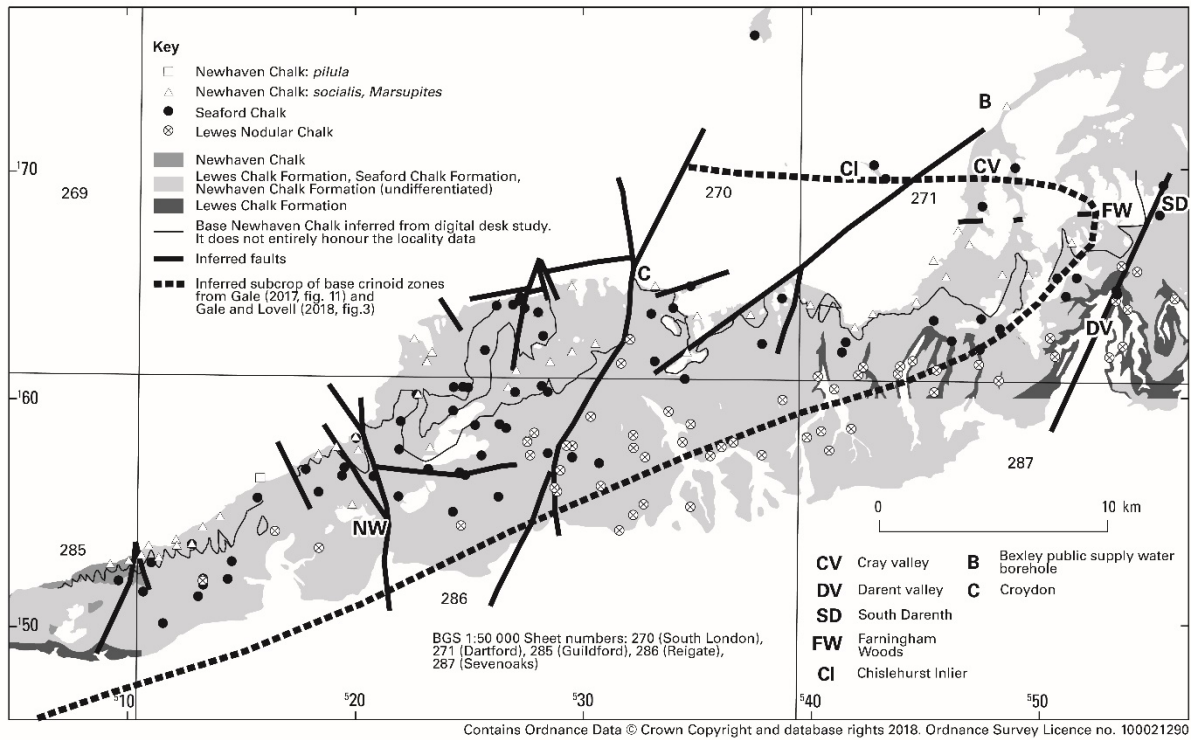 Key
Newhaven Chalk: pilula
Newhaven Chalk: socialis, Marsupites
Seaford Chalk
Lewes Nodular Chalk
Newhaven Chalk
Lewes Chalk Formation, Seaford Chalk Formation,
Newhaven Chalk Formation (undifferentiated)
Lewes Chalk Formation
Base Newhaven Chalk inferred from digital desk study.
It does not entirely honour the locality data
Inferred faults
Inferred subcrop of base crinoid zones
from Gale (2017, fig. 11) and
Gale and Lovell (2018, fig.3)
B
170
CI
CV
269
270
271
FW
SD
C
DV
160
287
0 10 km
NW
285
286
CV Cray valley
DV Darent valley
SD South Darenth
FW Farningham
Woods
CI Chislehurst Inlier
B Bexley public supply water
borehole
C Croydon
150
BGS 1:50 000 Sheet numbers: 270 (South London),
271 (Dartford), 285 (Guildford), 286 (Reigate),
287 (Sevenoaks)
510 520 530 540 550
Contains Ordnance Data © Crown Copyright and database rights 2018. Ordnance Survey Licence no. 100021290